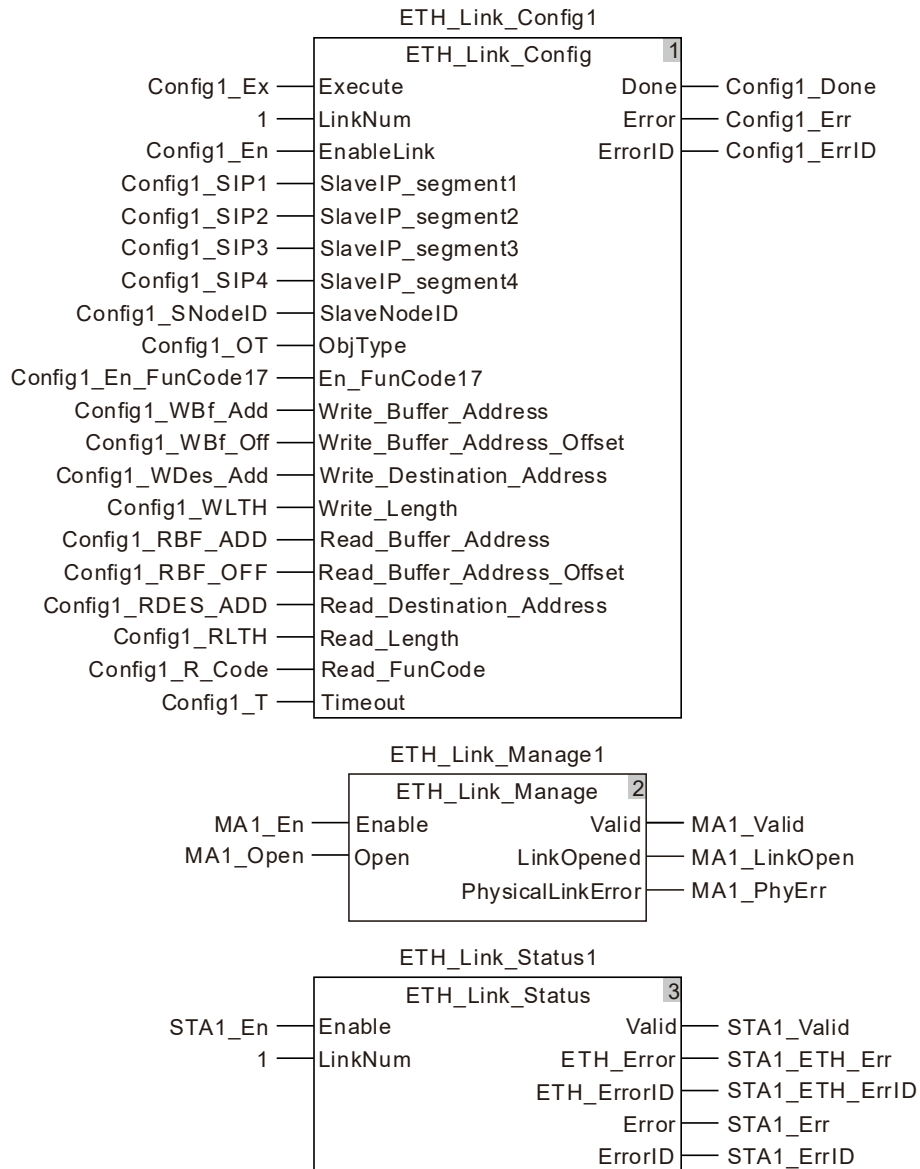 ETH_Link_Config1
ETH_Link_Config 1
Config1_Ex Execute Done Config1_Done
1 LinkNum Error Config1_Err
Config1_En EnableLink ErrorID Config1_ErrID
Config1_SIP1 SlaveIP_segment1
Config1_SIP2 SlaveIP_segment2
Config1_SIP3 SlaveIP_segment3
Config1_SIP4 SlaveIP_segment4
Config1_SNodeID SlaveNodeID
Config1_OT ObjType
Config1_En_FunCode17 En_FunCode17
Config1_WBf_Add Write_Buffer_Address
Config1_WBf_Off Write_Buffer_Address_Offset
Config1_WDes_Add Write_Destination_Address
Config1_WLTH Write_Length
Config1_RBF_ADD Read_Buffer_Address
Config1_RBF_OFF Read_Buffer_Address_Offset
Config1_RDES_ADD Read_Destination_Address
Config1_RLTH Read_Length
Config1_R_Code Read_FunCode
Config1_T Timeout
ETH_Link_Manage1
ETH_Link_Manage 2
MA1_En Enable Valid MA1_Valid
MA1_Open Open LinkOpened MA1_LinkOpen
PhysicalLinkError MA1_PhyErr
ETH_Link_Status1
ETH_Link_Status 3
STA1_En Enable Valid STA1_Valid
1 LinkNum ETH_Error STA1_ETH_Err
ETH_ErrorID STA1_ETH_ErrID
Error STA1_Err
ErrorID STA1_ErrID